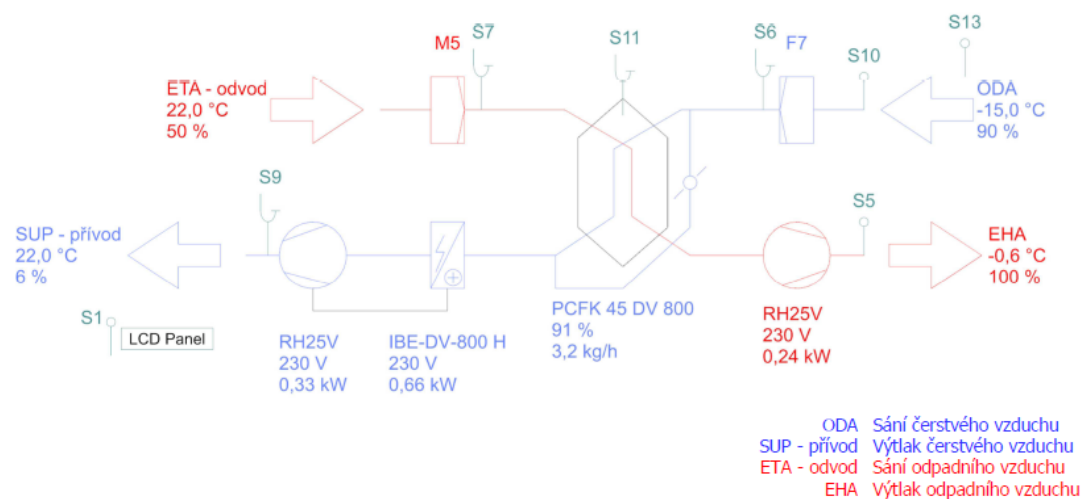 S7
S11
S6
S13
M5
F7
S10
ETA - odvod
22,0 °C
50 %
ODA
-15,0 °C
90 %
S9
S5
SUP - přívod
22,0 °C
6 %
EHA
-0,6 °C
100 %
S1
LCD Panel
RH25V
230 V
0,33 kW
IBE-DV-800 H
230 V
0,66 kW
PCFK 45 DV 800
91 %
3,2 kg/h
RH25V
230 V
0,24 kW
ODA Sání čerstvého vzduchu
SUP - přívod Výtlak čerstvého vzduchu
ETA - odvod Sání odpadního vzduchu
EHA Výtlak odpadního vzduchu